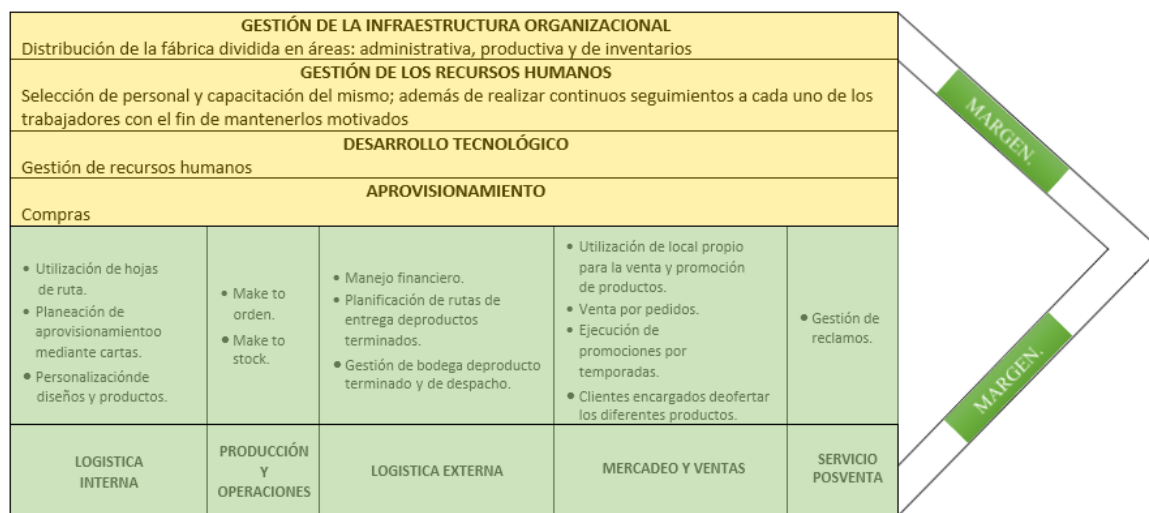 GESTIÓN DE LA INFRAESTRUCTURA ORGANIZACIONAL
Distribución de la fábrica dividida en áreas: administrativa, productiva y de inventarios
GESTIÓN DE LOS RECURSOS HUMANOS
Selección de personal y capacitación del mismo; además de realizar continuos seguimientos a cada uno de los
trabajadores con el fin de mantenerlos motivados
DESARROLLO TECNOLÓGICO
Gestión de recursos humanos
APROVISIONAMIENTO
Compras
• Utilización de hojas
de ruta.
• Planeación de
aprovisionamientoo
mediante cartas.
• Personalizaciónde
diseños y productos.
• Make to
orden.
• Make to
stock.
• Manejo financiero.
• Planificación de rutas de
entrega deproductos
terminados.
• Gestión de bodega deproducto
terminado y de despacho.
• Utilización de local propio
para la venta y promoción
de productos.
• Venta por pedidos.
• Ejecución de
promociones por
temporadas.
• Clientes encargados deofertar
los diferentes productos.
• Gestión de
reclamos.
LOGISTICA
INTERNA
PRODUCCIÓN
Y
OPERACIONES
LOGISTICA EXTERNA
MERCADEO Y VENTAS
SERVICIO
POSVENTA
MARGEN.
MARGEN.